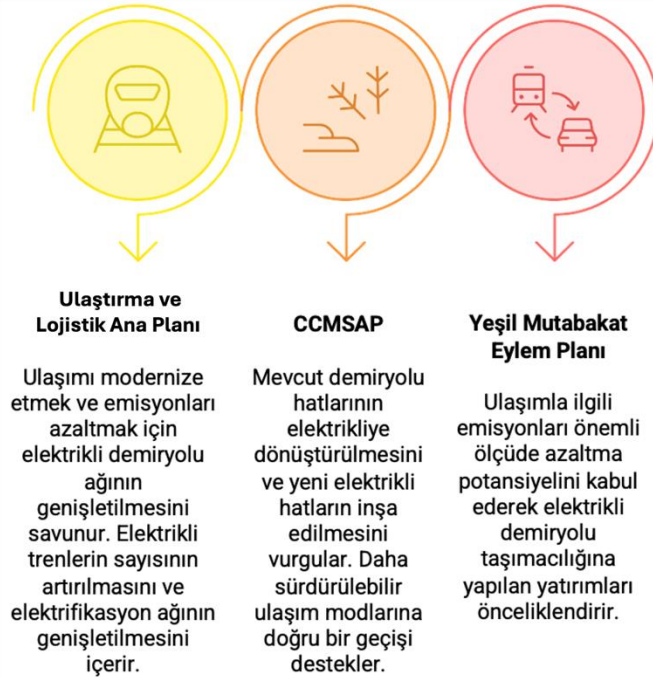 Ulaştırma ve
Lojistik Ana Planı
Ulaşımı modernize
etmek ve emisyonları
azaltmak için
elektrikli demiryolu
ağının
genişletilmesini
savunur. Elektrikli
trenlerin sayısının
artırılmasını ve
elektrifikasyon ağının
genişletilmesini
içerir.
CCMSAP
Mevcut demiryolu
hatlarının
elektrikliye
dönüştürülmesini
ve yeni elektrikli
hatların inşa
edilmesini
vurgular. Daha
sürdürülebilir
ulaşım modlarına
doğru bir geçişi
destekler.
Yeşil Mutabakat
Eylem Planı
Ulaşımla ilgili
emisyonları önemli
ölçüde azaltma
potansiyelini kabul
ederek elektrikli
demiryolu
taşımacılığına
yapılan yatırımları
önceliklendirir.